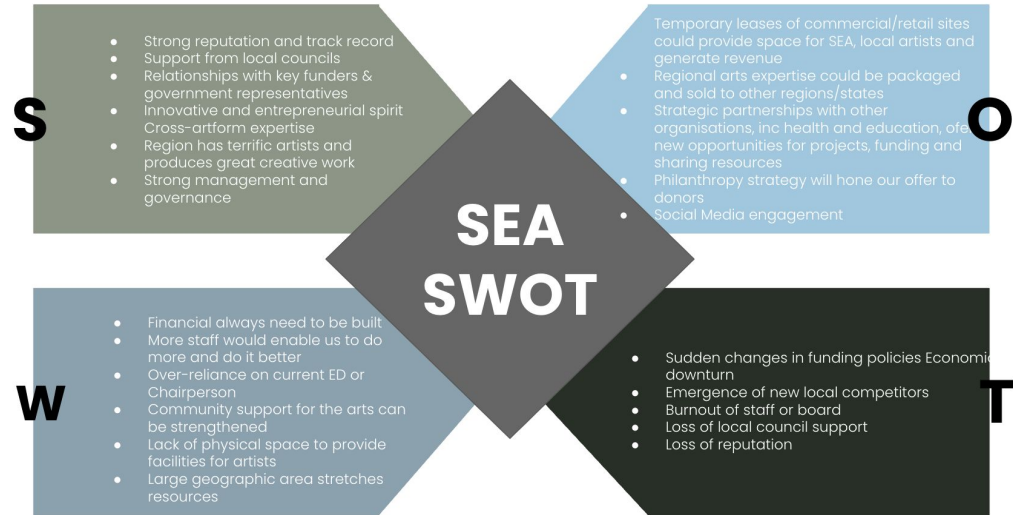 S
● Strong reputation and track record
● Support from local councils
● Relationships with key funders &
government representatives
● Innovative and entrepreneurial spirit
Cross-artform expertise
● Region has terrific artists and
produces great creative work
● Strong management and
governance
Temporary leases of commercial/retail sites
could provide space for SEA, local artists and
generate revenue
● Regional arts expertise could be packaged
and sold to other regions/states
● Strategic partnerships with other
organisations, inc health and education,
new opportunities for projects, funding and
sharing resources
● Philanthropy strategy will hone our offer to
donors
● Social Media engagement
O
SEA
SWOT
W
● Financial always need to be built
● More staff would enable us to do
more and do it better
● Over-reliance on current ED or
Chairperson
● Community support for the arts can
be strengthened
● Lack of physical space to provide
facilities for artists
● Large geographic area stretches
resources
● Sudden changes in funding policies Economic
downturn
● Emergence of new local competitors
● Burnout of staff or board
● Loss of local council support
● Loss of reputation
T